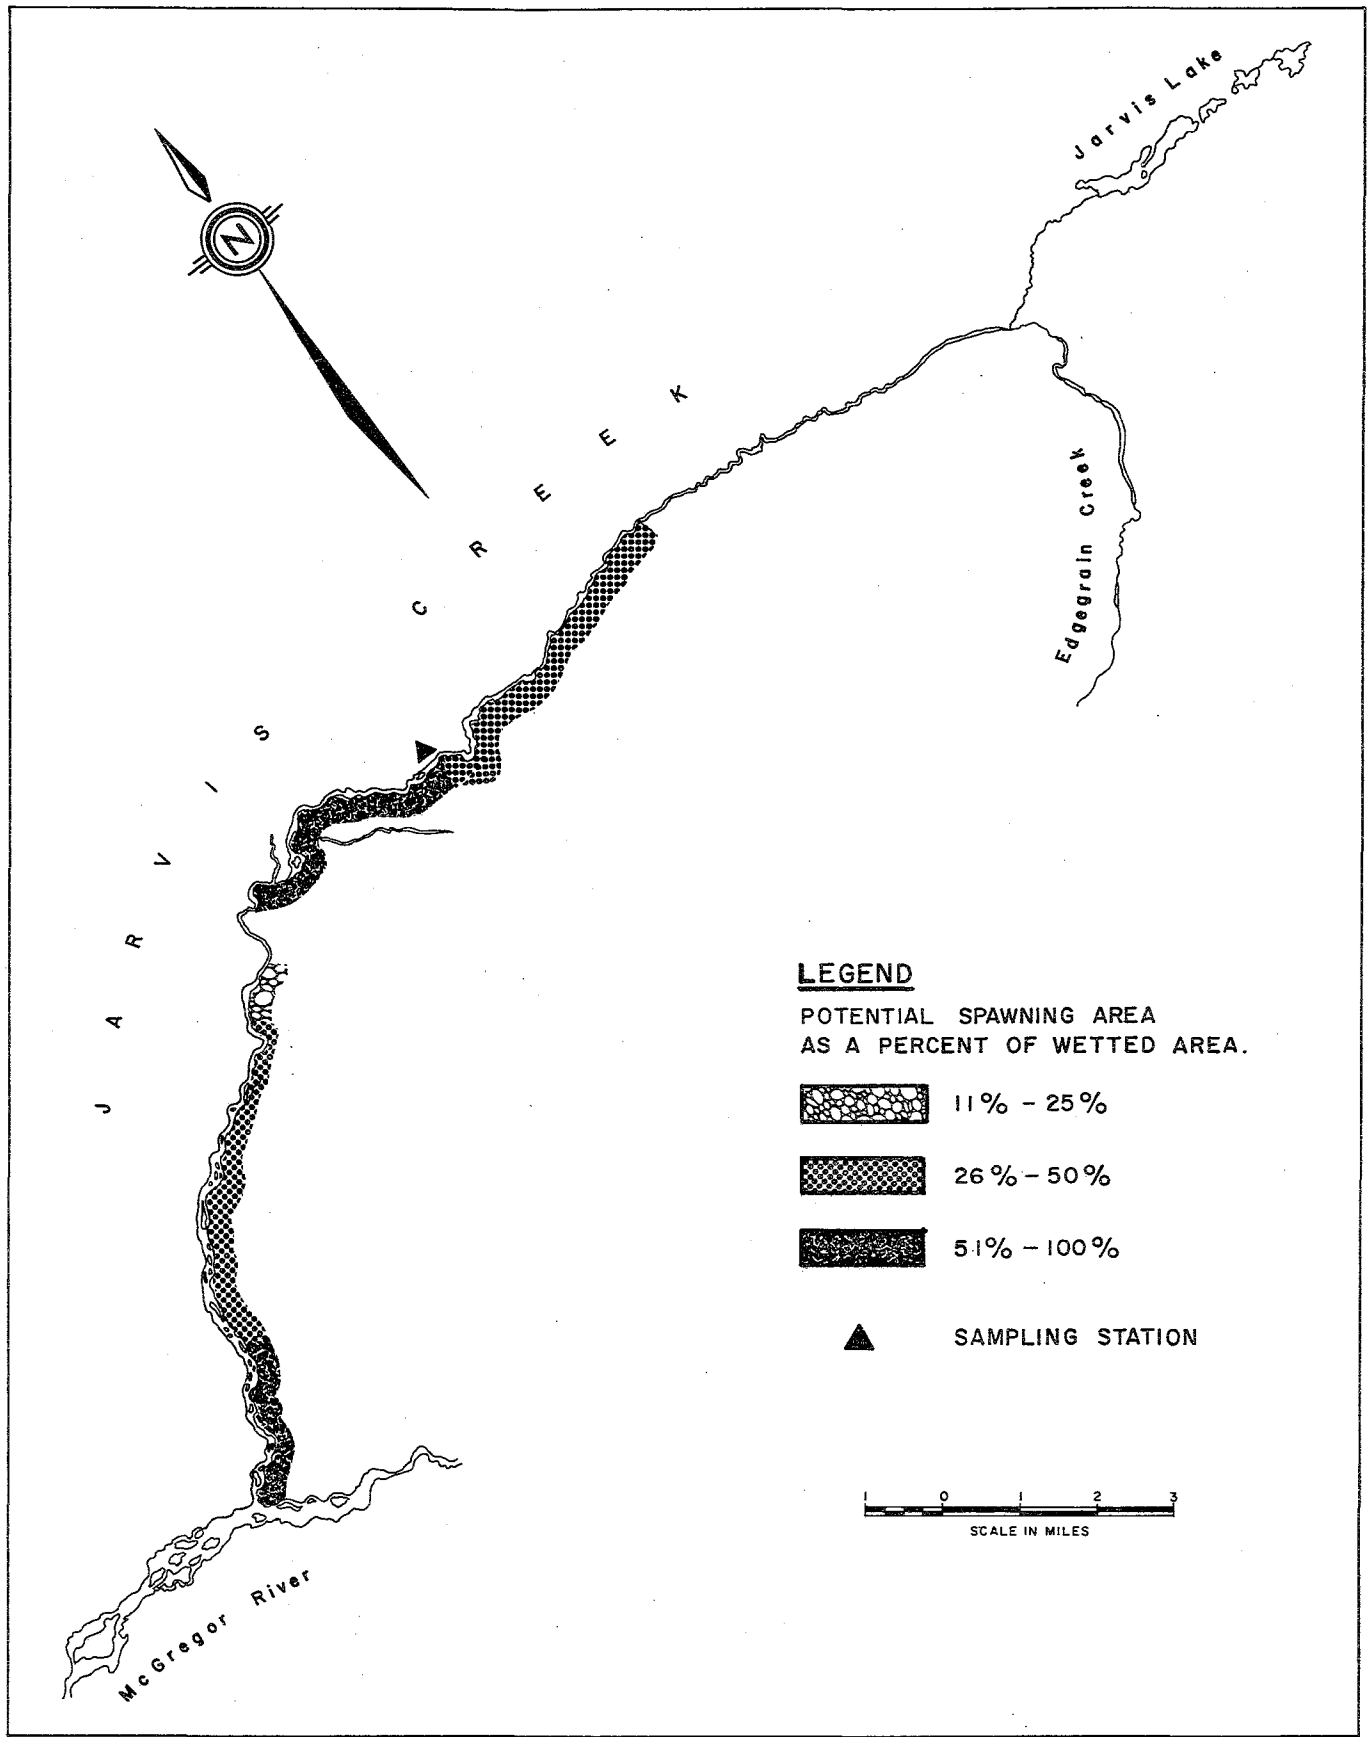 Jarvis Lake
N
JARVIS CREEK
Edgegrain Creek
LEGEND
POTENTIAL SPAWNING AREA
AS A PERCENT OF WETTED AREA.
11% - 25%
26% - 50%
51% - 100%
SAMPLING STATION
1 0 1 2 3
SCALE IN MILES
McGregor River